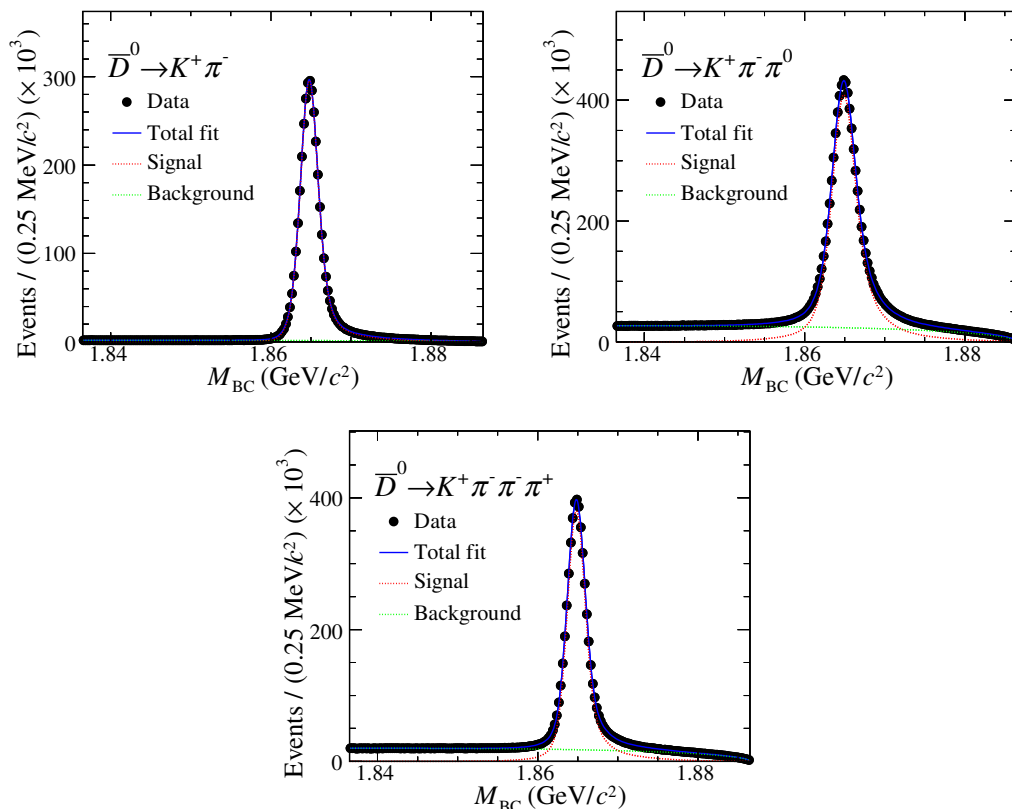 Events / (0.25 MeV/c²) (× 10³)
300
200
100
0
D̅⁰→K⁺π⁻
Data
Total fit
Signal
Background
1.84
1.86
1.88
M_BC (GeV/c²)
Events / (0.25 MeV/c²) (× 10³)
400
200
0
D̅⁰→K⁺π⁻π⁰
Data
Total fit
Signal
Background
1.84
1.86
1.88
M_BC (GeV/c²)
Events / (0.25 MeV/c²) (× 10³)
400
200
0
D̅⁰→K⁺π⁻π⁻π⁺
Data
Total fit
Signal
Background
1.84
1.86
1.88
M_BC (GeV/c²)